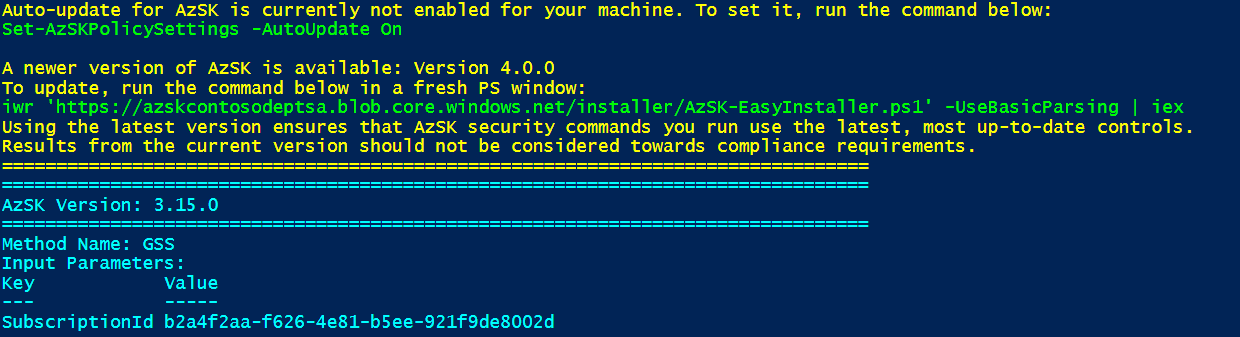 Auto-update for AzSK is currently not enabled for your machine. To set it, run the command below:
Set-AzSKPolicySettings -AutoUpdate On
A newer version of AzSK is available: Version 4.0.0
To update, run the command below in a fresh PS window:
iwr 'https://azskcontosodeptsa.blob.core.windows.net/installer/AzSK-EasyInstaller.ps1' -UseBasicParsing | iex
Using the latest version ensures that AzSK security commands you run use the latest, most up-to-date controls.
Results from the current version should not be considered towards compliance requirements.
================================================================================
================================================================================
AzSK Version: 3.15.0
================================================================================
Method Name: GSS
Input Parameters:
Key            Value
---            -----
SubscriptionId b2a4f2aa-f626-4e81-b5ee-921f9de8002d